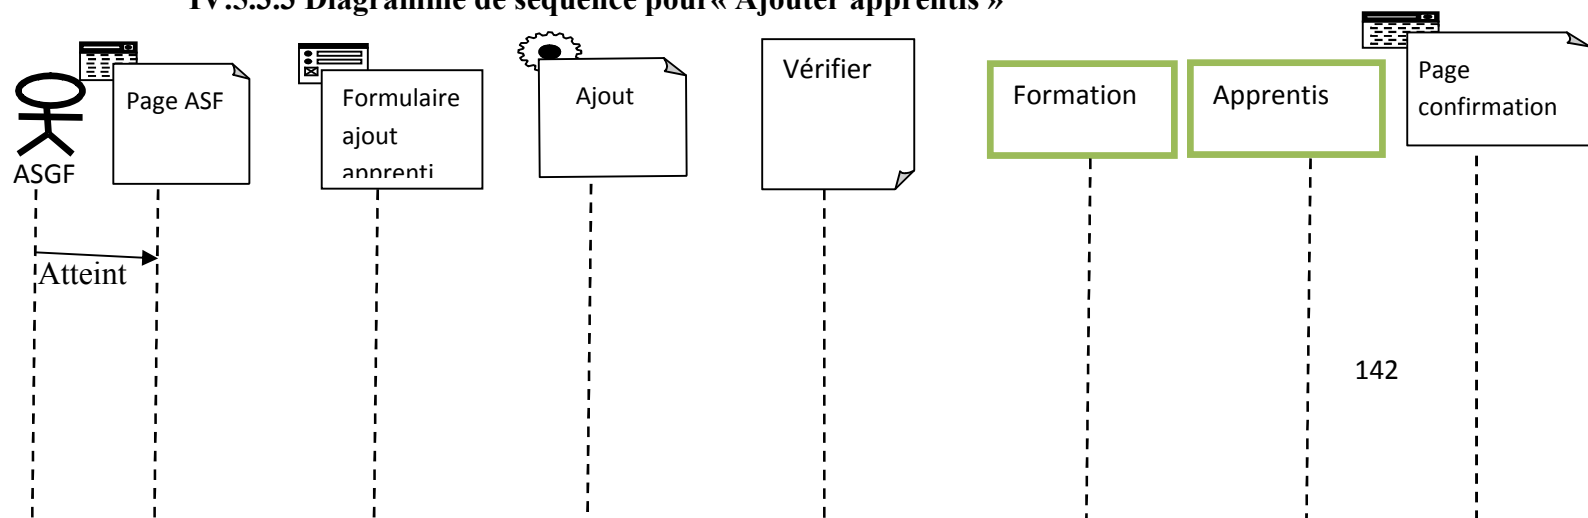 IV.3.3.3 Diagramme de séquence pour« Ajouter apprentis »
Page ASF
ASGF
Formulaire
ajout
apprenti
Ajout
Vérifier
Formation
Apprentis
Page
confirmation
Atteint
142